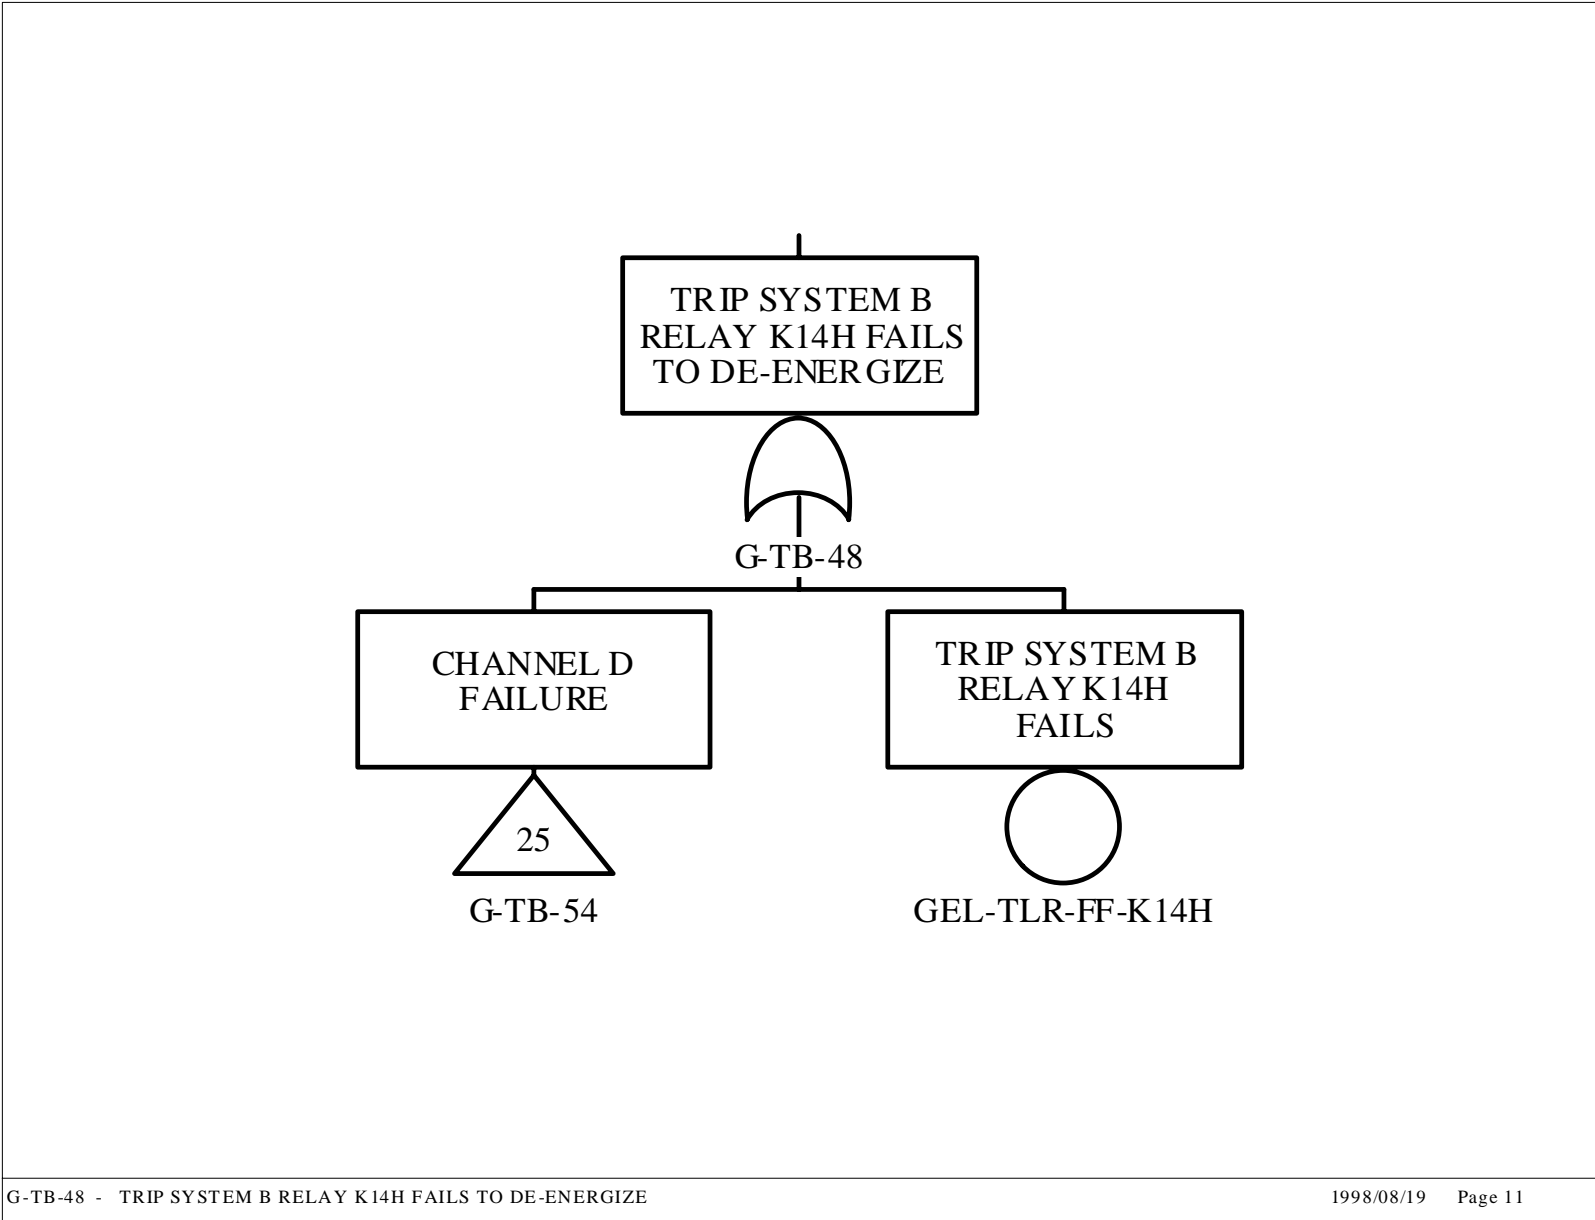 TRIP SYSTEM B
RELAY K14H FAILS
TO DE-ENERGIZE
G-TB-48
CHANNEL D
FAILURE
25
G-TB-54
TRIP SYSTEM B
RELAY K14H
FAILS
GEL-TLR-FF-K14H
G-TB-48 - TRIP SYSTEM B RELAY K14H FAILS TO DE-ENERGIZE
1998/08/19 Page 11